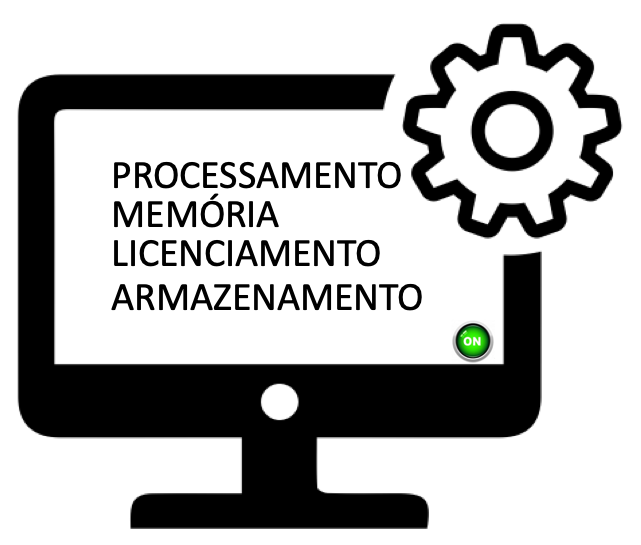 PROCESSAMENTO
MEMÓRIA
LICENCIAMENTO
ARMAZENAMENTO
ON